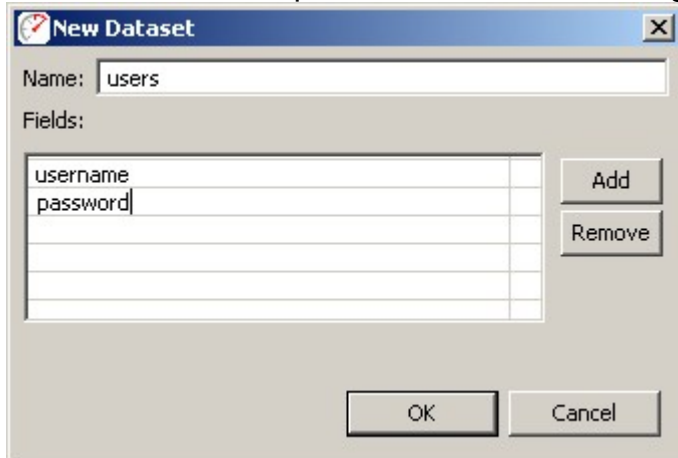 New Dataset
Name: users
Fields:
username
password
Add
Remove
OK
Cancel